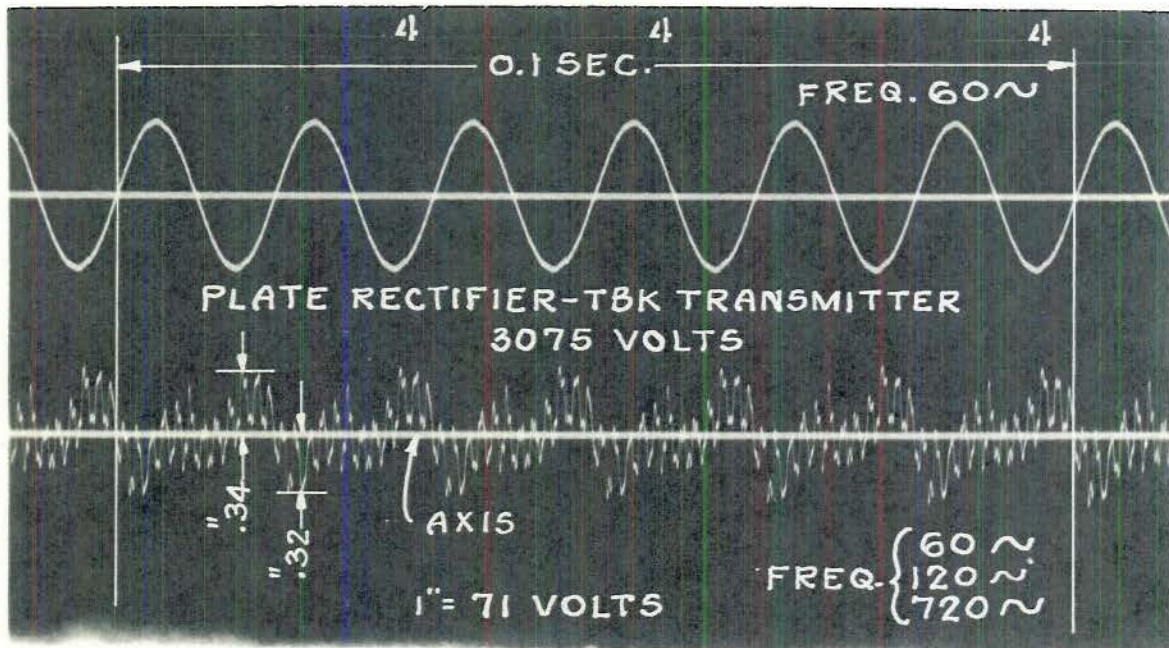 4 4 4
0.1 SEC.
FREQ. 60~
PLATE RECTIFIER-TBK TRANSMITTER
3075 VOLTS
.34"
.32"
AXIS
1" = 71 VOLTS
FREQ. { 60 ~
120 ~
720 ~